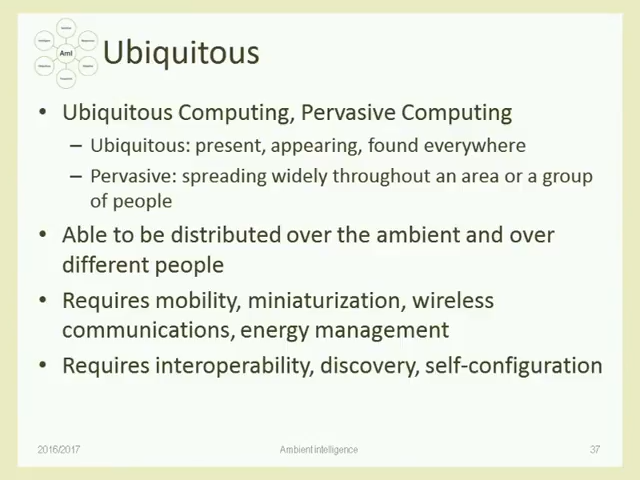 AmI
Ubiquitous
• Ubiquitous Computing, Pervasive Computing
– Ubiquitous: present, appearing, found everywhere
– Pervasive: spreading widely throughout an area or a group
of people
• Able to be distributed over the ambient and over
different people
• Requires mobility, miniaturization, wireless
communications, energy management
• Requires interoperability, discovery, self-configuration
2016/2017
Ambient intelligence
37